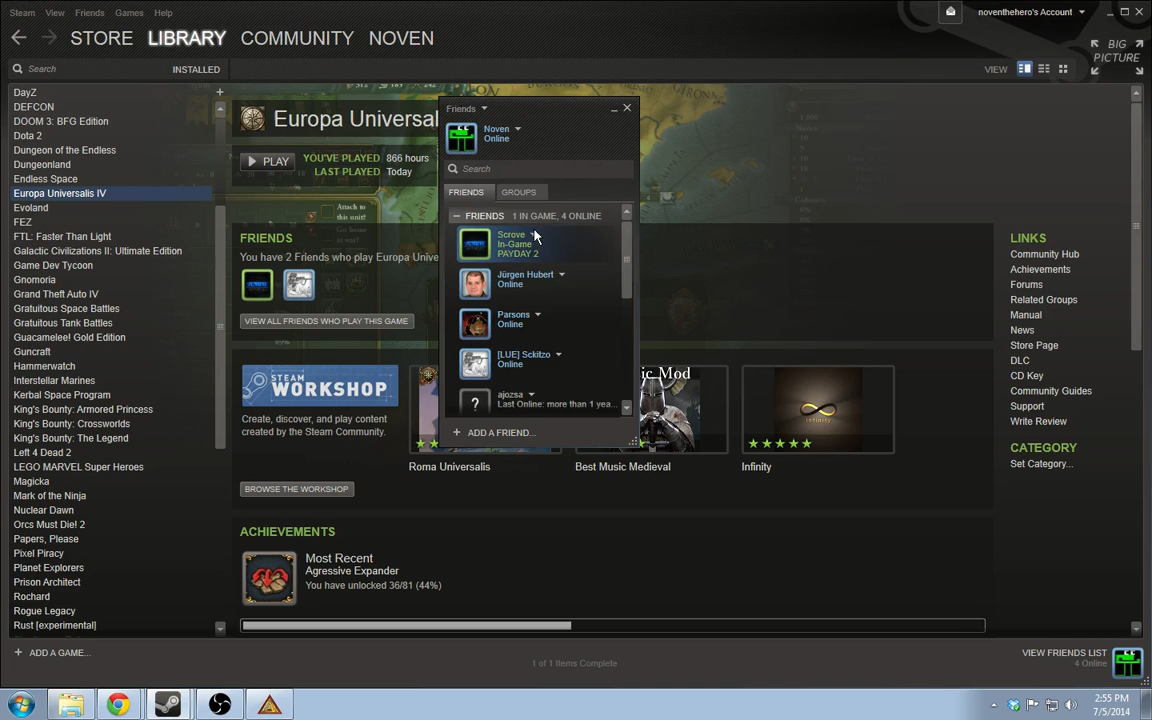 Steam View Friends Games Help
noventhehero's Account
STORE LIBRARY COMMUNITY NOVEN
BIG PICTURE
Search INSTALLED
VIEW
DayZ
DEFCON
DOOM 3: BFG Edition
Dota 2
Dungeon of the Endless
Dungeonland
Endless Space
Europa Universalis IV
Evoland
FEZ
FTL: Faster Than Light
Galactic Civilizations II: Ultimate Edition
Game Dev Tycoon
Gnomoria
Grand Theft Auto IV
Gratuitous Space Battles
Gratuitous Tank Battles
Guacamelee! Gold Edition
Guncraft
Hammerwatch
Interstellar Marines
Kerbal Space Program
King's Bounty: Armored Princess
King's Bounty: Crossworlds
King's Bounty: The Legend
Left 4 Dead 2
LEGO MARVEL Super Heroes
Magicka
Mark of the Ninja
Nuclear Dawn
Orcs Must Die! 2
Papers, Please
Pixel Piracy
Planet Explorers
Prison Architect
Rochard
Rogue Legacy
Rust [experimental]
+ ADD A GAME...
Europa Universal
PLAY
YOU'VE PLAYED 866 hours
LAST PLAYED Today
Attach to
this unit!
FRIENDS
You have 2 Friends who play Europa Unive
VIEW ALL FRIENDS WHO PLAY THIS GAME
STEAM
WORKSHOP
Create, discover, and play content
created by the Steam Community.
BROWSE THE WORKSHOP
Roma Universalis
ic Mod
Best Music Medieval
Infinity
ACHIEVEMENTS
Most Recent
Agressive Expander
You have unlocked 36/81 (44%)
Friends
Noven
Online
Search
FRIENDS GROUPS
FRIENDS 1 IN GAME, 4 ONLINE
Scrove
In-Game
PAYDAY 2
Jürgen Hubert
Online
Parsons
Online
[LUE] Sckitzo
Online
?
ajozsa
Last Online: more than 1 yea...
+ ADD A FRIEND...
LINKS
Community Hub
Achievements
Forums
Related Groups
Manual
News
Store Page
DLC
CD Key
Community Guides
Support
Write Review
CATEGORY
Set Category...
1 of 1 Items Complete
VIEW FRIENDS LIST
4 Online
2:55 PM
7/5/2014